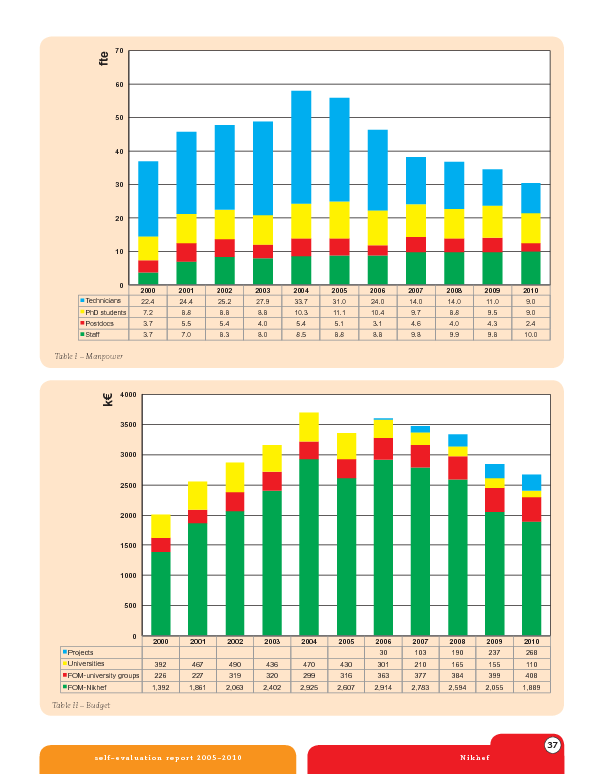 fte
70
60
50
40
30
20
10
0
2000 2001 2002 2003 2004 2005 2006 2007 2008 2009 2010
Technicians 22.4 24.4 25.2 27.9 33.7 31.0 24.0 14.0 14.0 11.0 9.0
PhD students 7.2 8.8 8.8 8.8 10.3 11.1 10.4 9.7 8.8 9.5 9.0
Postdocs 3.7 5.5 5.4 4.0 5.4 5.1 3.1 4.6 4.0 4.3 2.4
Staff 3.7 7.0 8.3 8.0 8.5 8.8 8.8 9.8 9.9 9.8 10.0
Table I – Manpower
k€
4000
3500
3000
2500
2000
1500
1000
500
0
2000 2001 2002 2003 2004 2005 2006 2007 2008 2009 2010
Projects 30 103 190 237 268
Universities 392 467 490 436 470 430 301 210 165 155 110
FOM-university groups 226 227 319 320 299 316 363 377 384 399 408
FOM-Nikhef 1,392 1,861 2,063 2,402 2,925 2,607 2,914 2,783 2,594 2,055 1,889
Table II – Budget
37
self-evaluation report 2005-2010
Nikhef